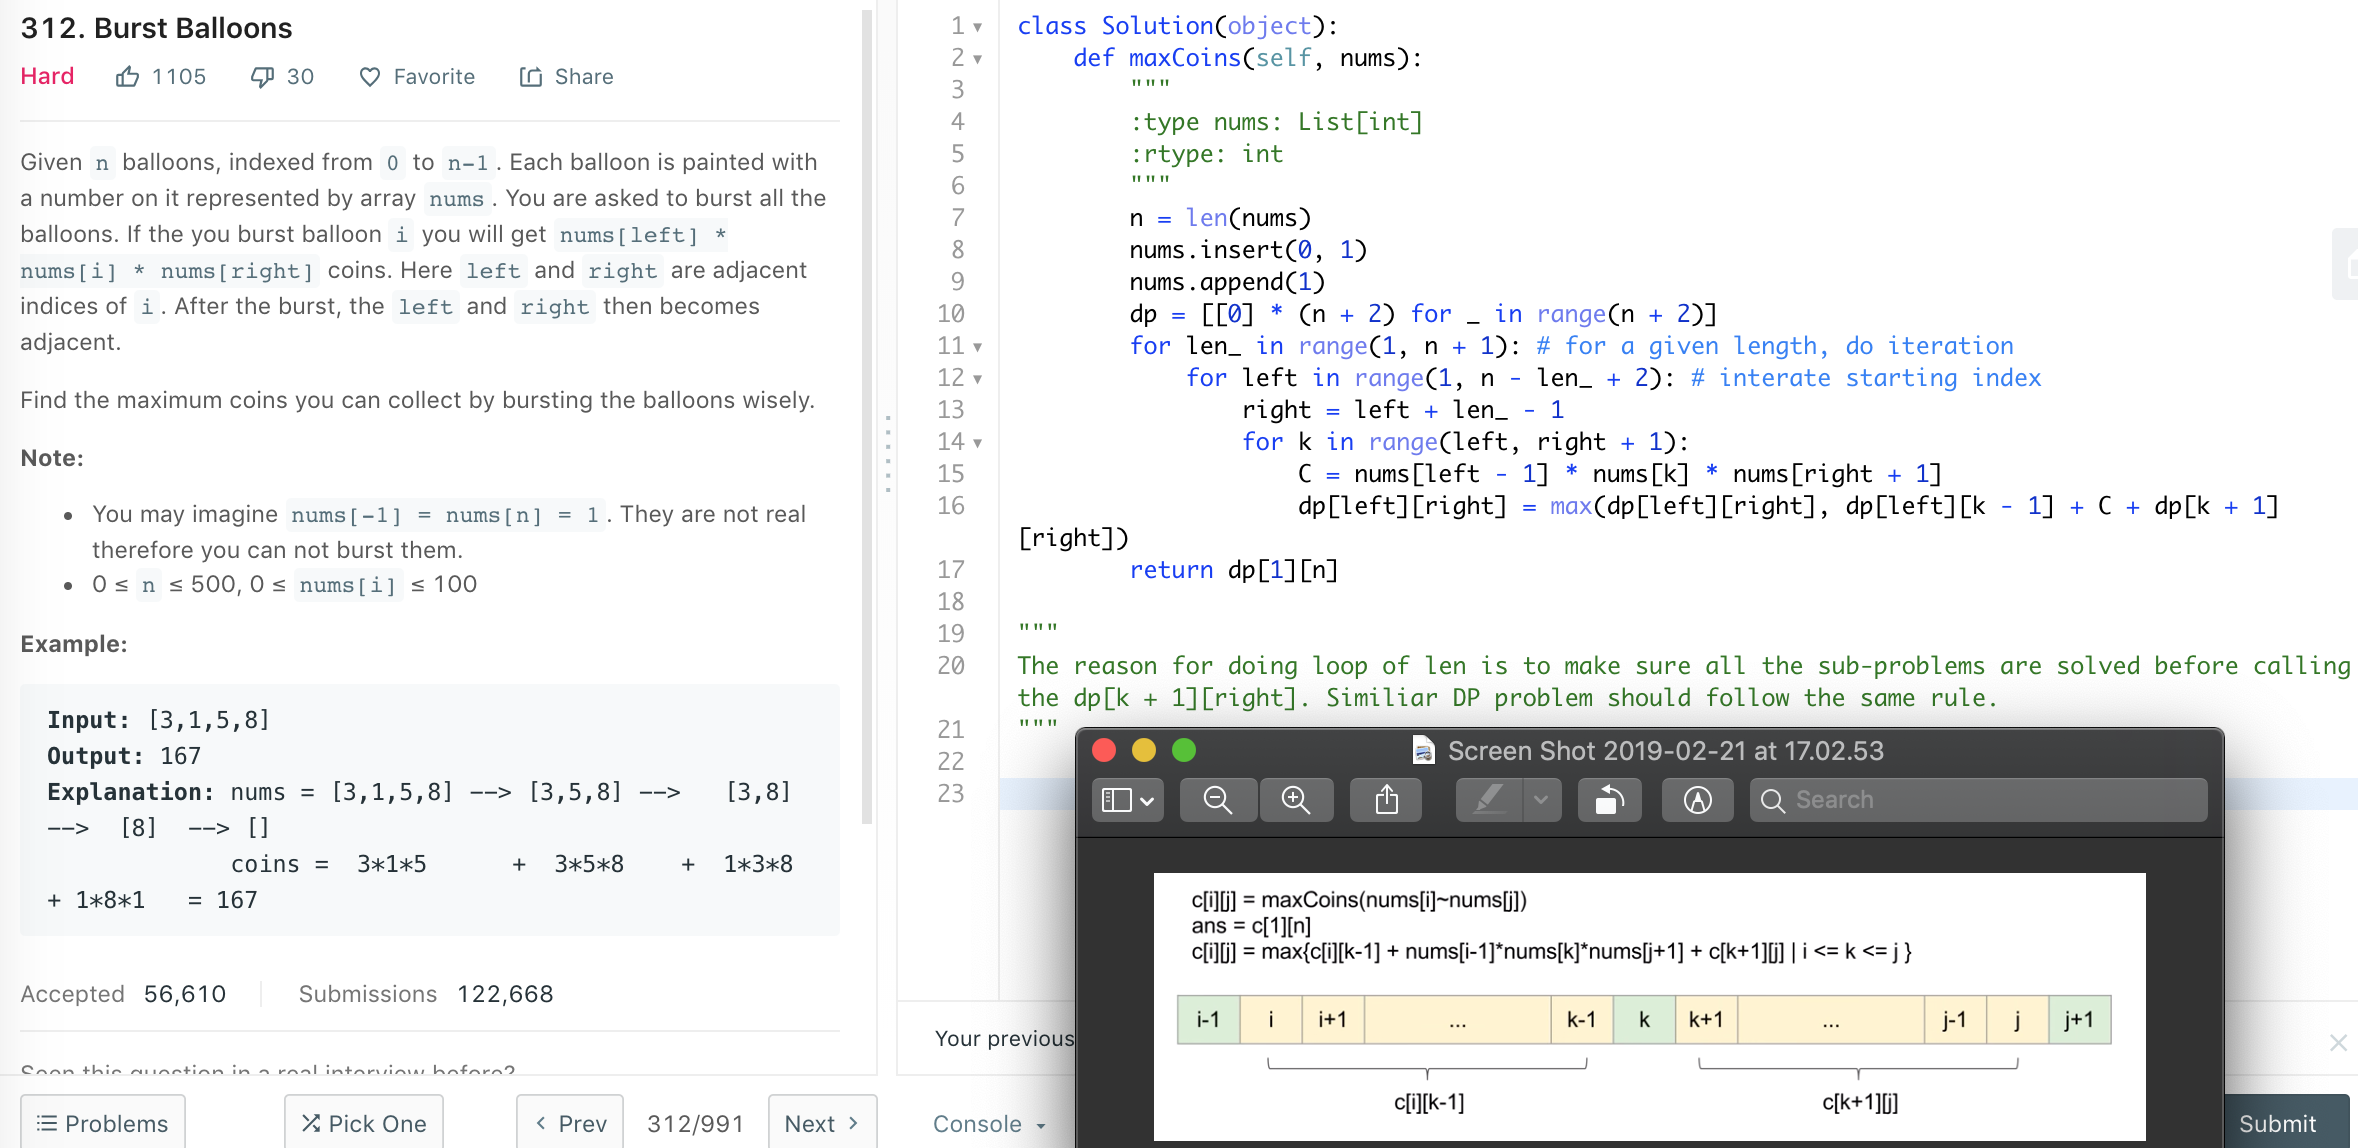 312. Burst Balloons
Hard 1105 30 Favorite Share
Given n balloons, indexed from 0 to n-1. Each balloon is painted with
a number on it represented by array nums. You are asked to burst all the
balloons. If the you burst balloon i you will get nums[left] *
nums[i] * nums[right] coins. Here left and right are adjacent
indices of i. After the burst, the left and right then becomes
adjacent.
Find the maximum coins you can collect by bursting the balloons wisely.
Note:
• You may imagine nums[-1] = nums[n] = 1. They are not real
therefore you can not burst them.
• 0 ≤ n ≤ 500, 0 ≤ nums[i] ≤ 100
Example:
Input: [3,1,5,8]
Output: 167
Explanation: nums = [3,1,5,8] --> [3,5,8] -->   [3,8]
-->  [8]  --> []
coins =  3*1*5      +  3*5*8    +  1*3*8
+ 1*8*1   = 167
Accepted 56,610 Submissions 122,668
Seen this question in a real interview before?
Problems Pick One < Prev 312/991 Next >
1 class Solution(object):
2     def maxCoins(self, nums):
3         """
4         :type nums: List[int]
5         :rtype: int
6         """
7         n = len(nums)
8         nums.insert(0, 1)
9         nums.append(1)
10         dp = [[0] * (n + 2) for _ in range(n + 2)]
11         for len_ in range(1, n + 1): # for a given length, do iteration
12             for left in range(1, n - len_ + 2): # interate starting index
13                 right = left + len_ - 1
14                 for k in range(left, right + 1):
15                     C = nums[left - 1] * nums[k] * nums[right + 1]
16                     dp[left][right] = max(dp[left][right], dp[left][k - 1] + C + dp[k + 1]
[right])
17         return dp[1][n]
18
19 """
20 The reason for doing loop of len is to make sure all the sub-problems are solved before calling
the dp[k + 1][right]. Similiar DP problem should follow the same rule.
21 """
22
23
Your previous
Console
Submit
Screen Shot 2019-02-21 at 17.02.53
Search
c[i][j] = maxCoins(nums[i]~nums[j])
ans = c[1][n]
c[i][j] = max{c[i][k-1] + nums[i-1]*nums[k]*nums[j+1] + c[k+1][j] | i <= k <= j }
i-1 i i+1 ... k-1 k k+1 ... j-1 j j+1
c[i][k-1] c[k+1][j]